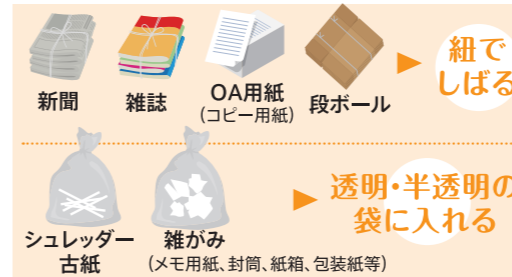 新聞
雑誌
OA用紙
(コピー用紙)
段ボール
紐で
しばる
シュレッダー
古紙
雑がみ
(メモ用紙、封筒、紙箱、包装紙等)
透明・半透明の
袋に入れる